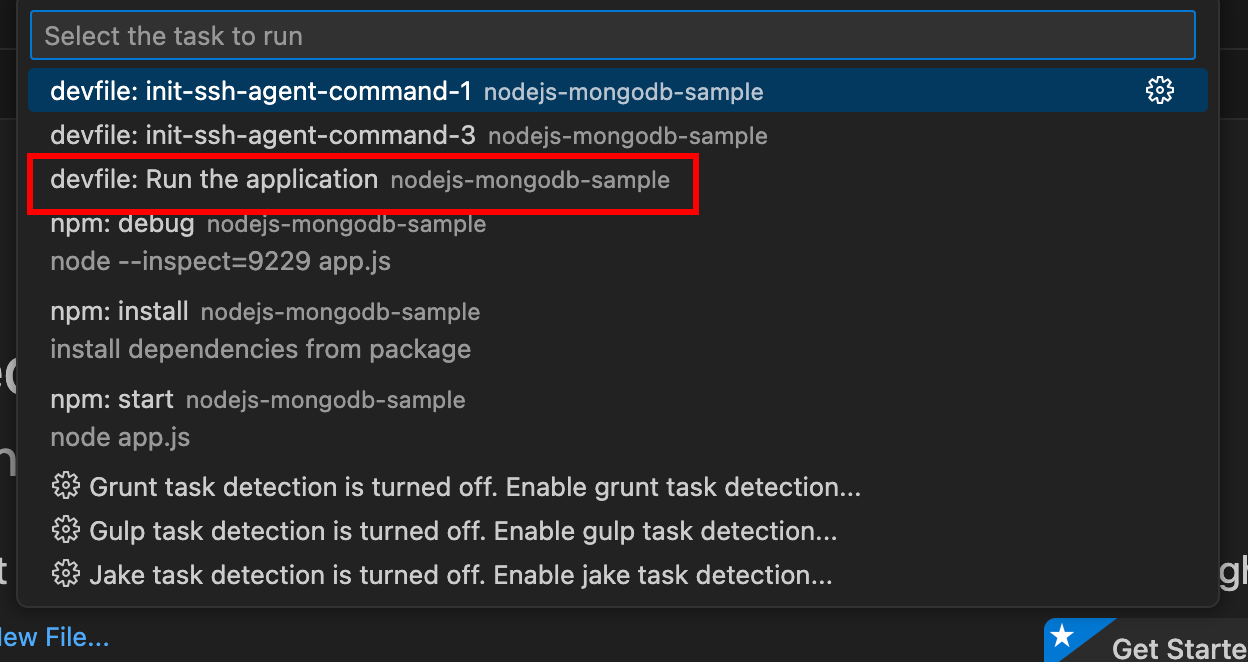 Select the task to run
devfile: init-ssh-agent-command-1 nodejs-mongodb-sample
devfile: init-ssh-agent-command-3 nodejs-mongodb-sample
devfile: Run the application nodejs-mongodb-sample
npm: debug nodejs-mongodb-sample
node --inspect=9229 app.js
npm: install nodejs-mongodb-sample
install dependencies from package
npm: start nodejs-mongodb-sample
node app.js
Grunt task detection is turned off. Enable grunt task detection...
Gulp task detection is turned off. Enable gulp task detection...
Jake task detection is turned off. Enable jake task detection...
ew File...
Get Starte